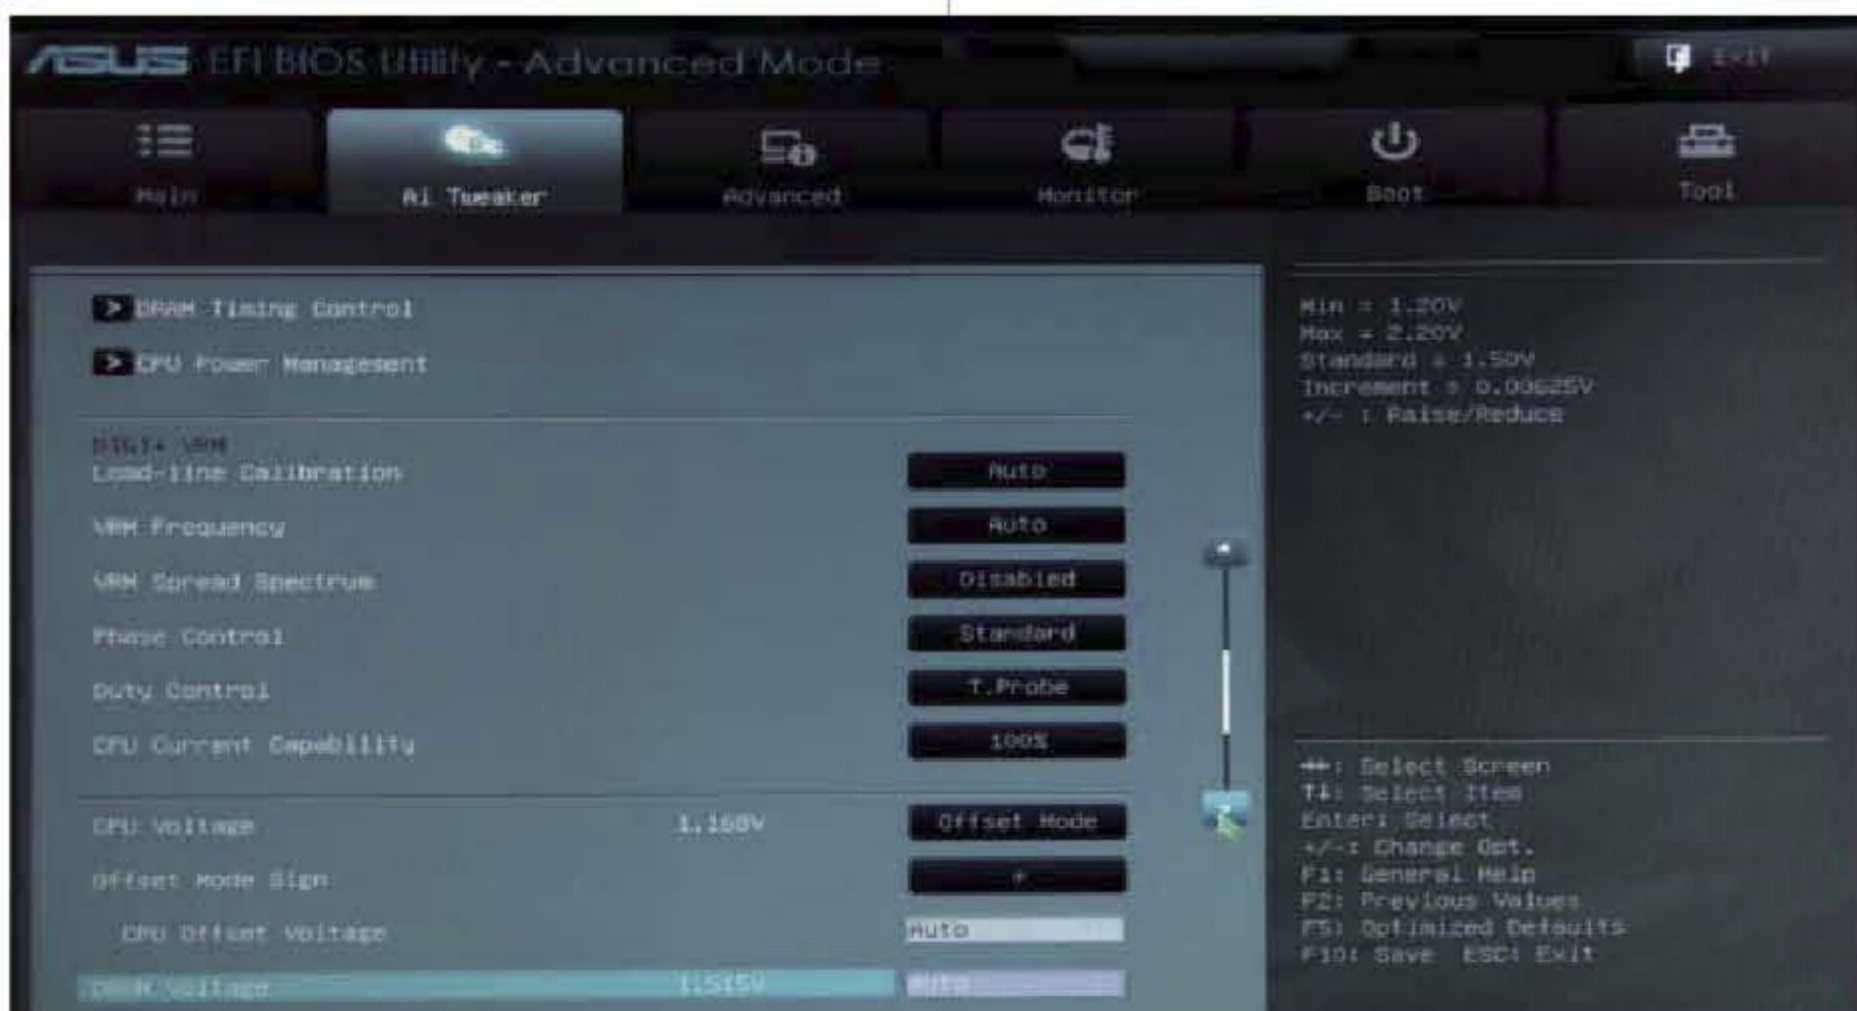 ASUS EFI BIOS Utility - Advanced Mode
Exit
Main
Ai Tweaker
Advanced
Monitor
Boot
Tool
> DRAM Timing Control
> CPU Power Management
DIGI+ VRM
Load-line Calibration Auto
VRM Frequency Auto
VRM Spread Spectrum Disabled
Phase Control Standard
Duty Control T.Probe
CPU Current Capability 100%
CPU Voltage 1.160V Offset Mode
Offset Mode Sign +
CPU Offset Voltage Auto
DRAM Voltage 1.515V Auto
Min = 1.20V
Max = 2.20V
Standard = 1.50V
Increment = 0.00625V
+/- : Raise/Reduce
→←: Select Screen
↑↓: Select Item
Enter: Select
+/-: Change Opt.
F1: General Help
F2: Previous Values
F5: Optimized Defaults
F10: Save ESC: Exit